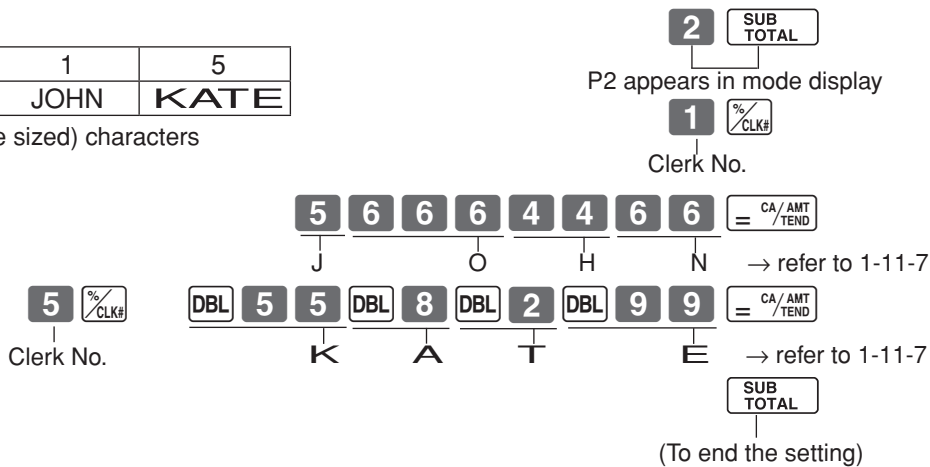 2 SUB TOTAL
1 5
P2 appears in mode display
JOHN KATE
1 %/CLK#
e sized) characters
Clerk No.
5 6 6 6 4 4 6 6 = CA/AMT/TEND
J O H N → refer to 1-11-7
5 %/CLK# DBL 5 5 DBL 8 DBL 2 DBL 9 9 = CA/AMT/TEND
Clerk No. K A T E → refer to 1-11-7
SUB TOTAL
(To end the setting)